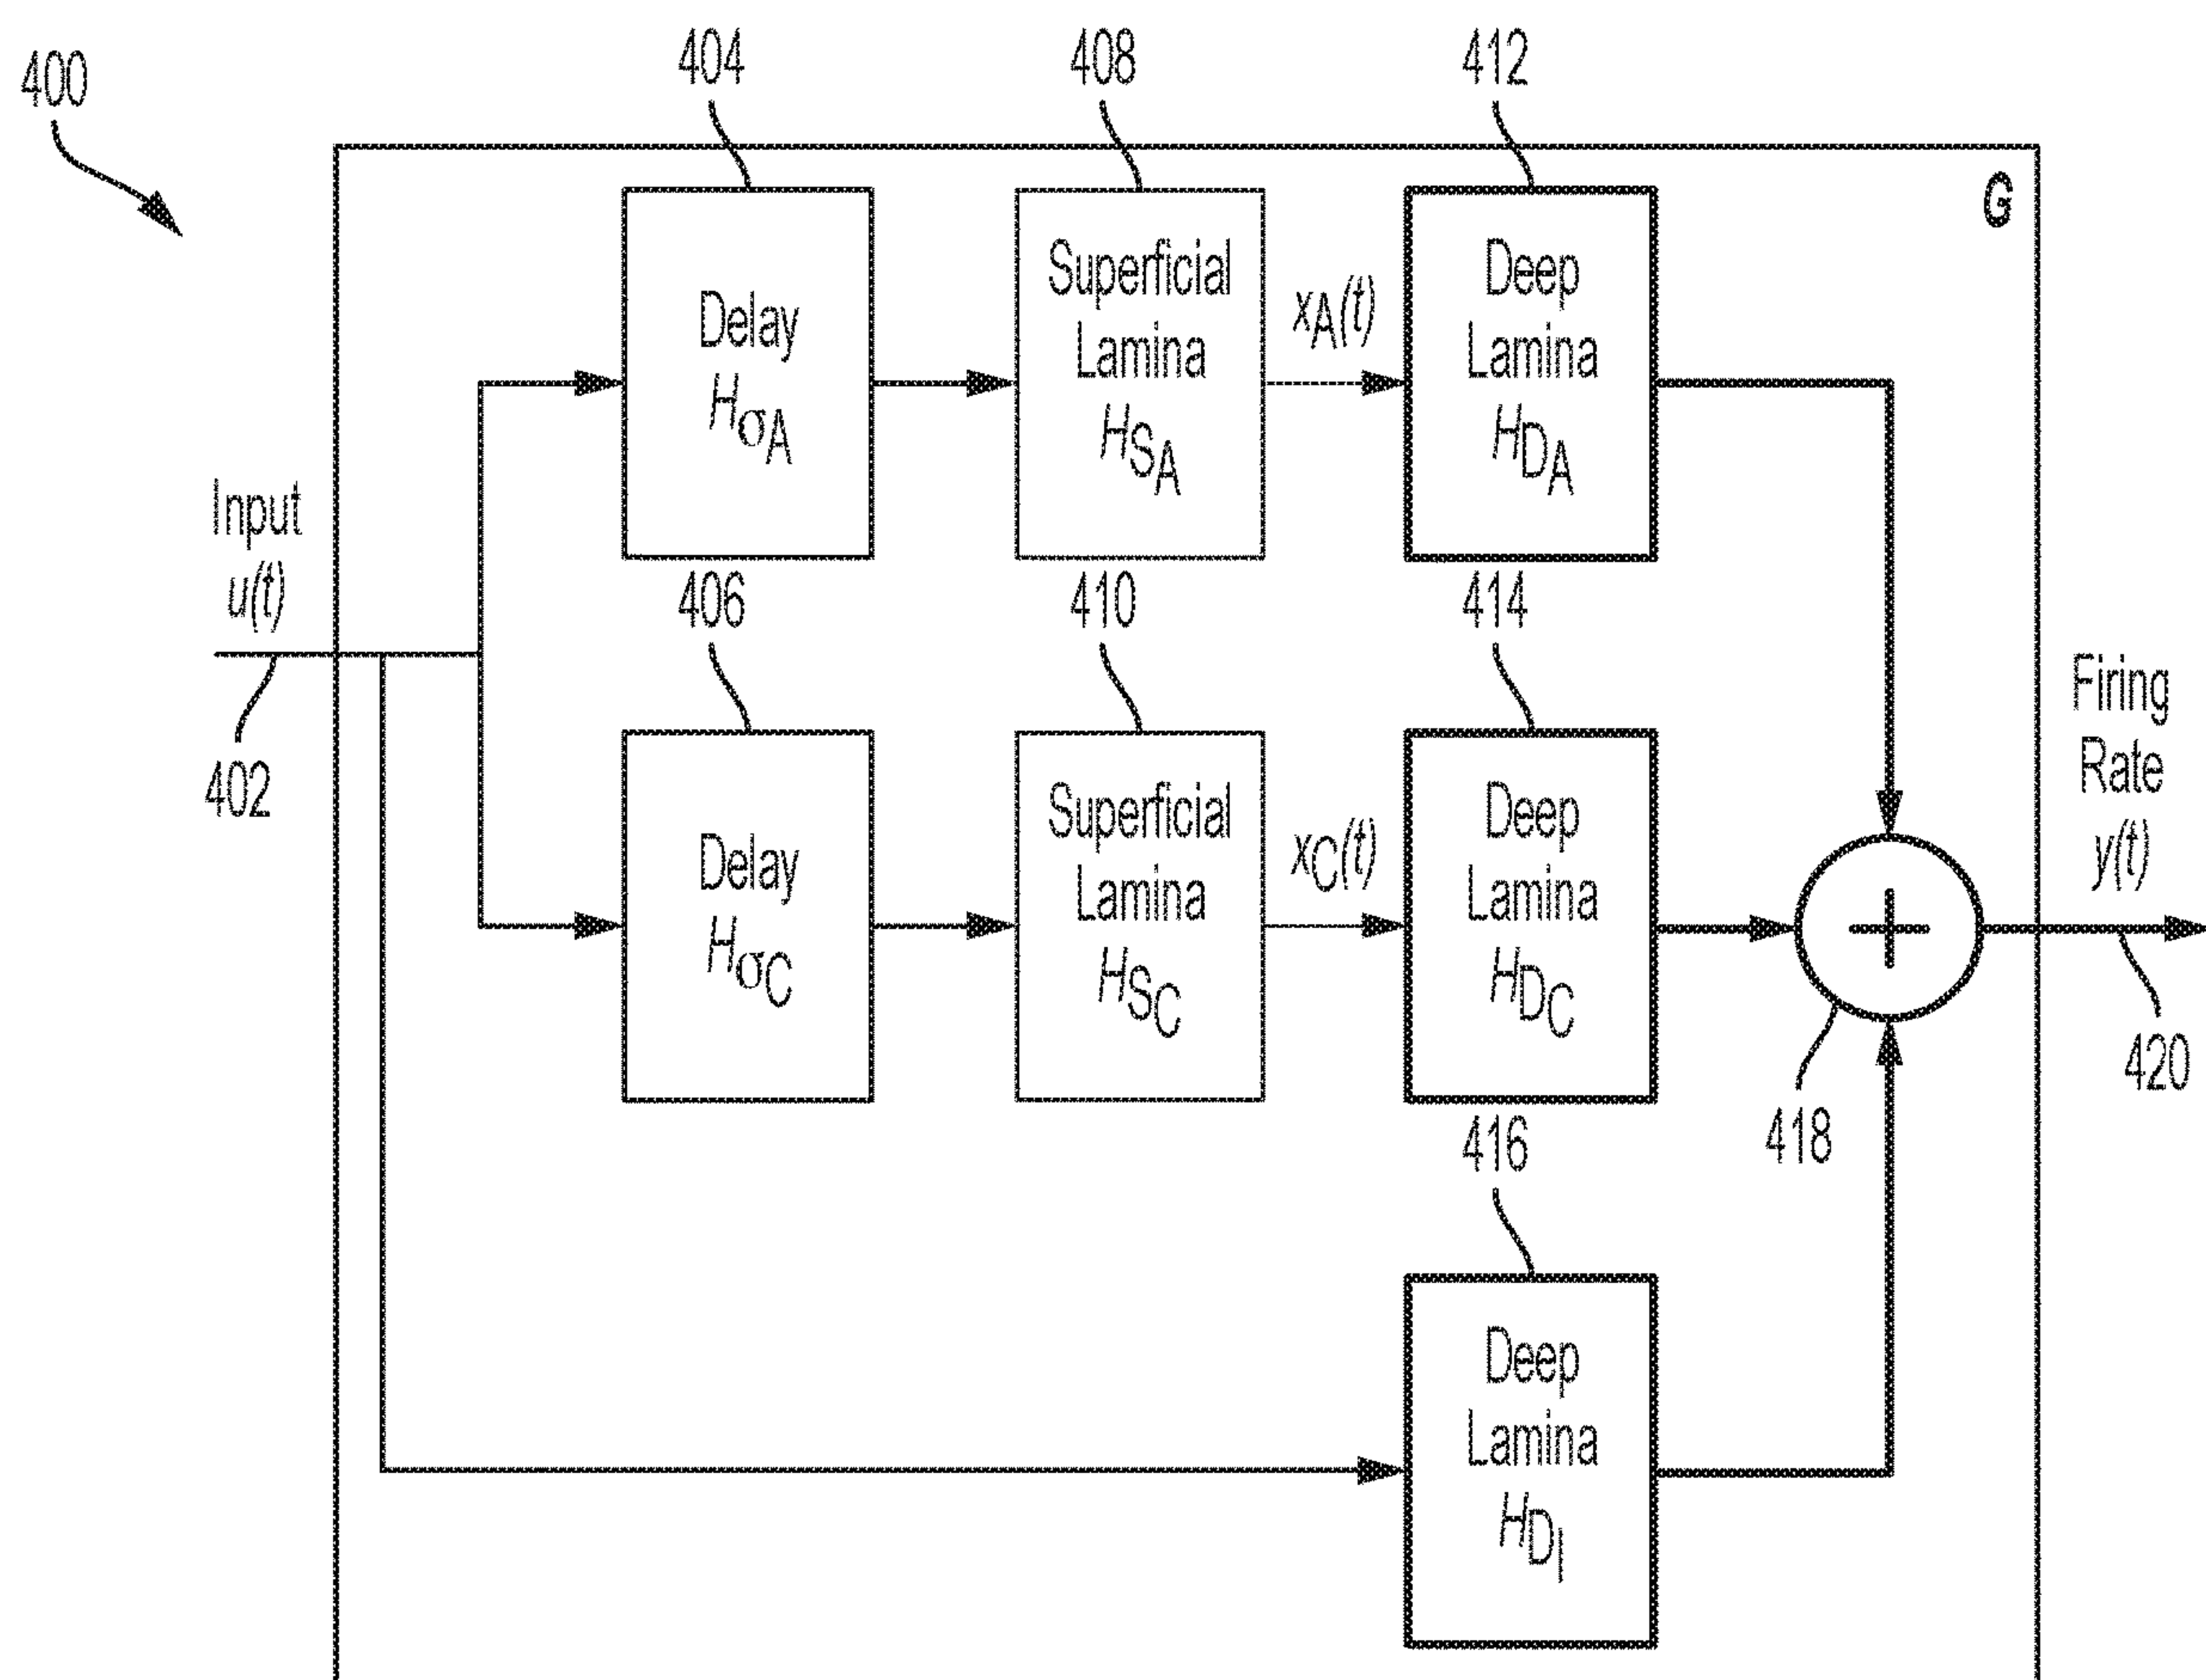 400
404
408
412
G
Delay
HσA
Superficial
Lamina
HSA
xA(t)
Deep
Lamina
HDA
Input
u(t)
402
406
410
414
Delay
HσC
Superficial
Lamina
HSC
xC(t)
Deep
Lamina
HDC
Firing
Rate
y(t)
420
418
416
Deep
Lamina
HDI